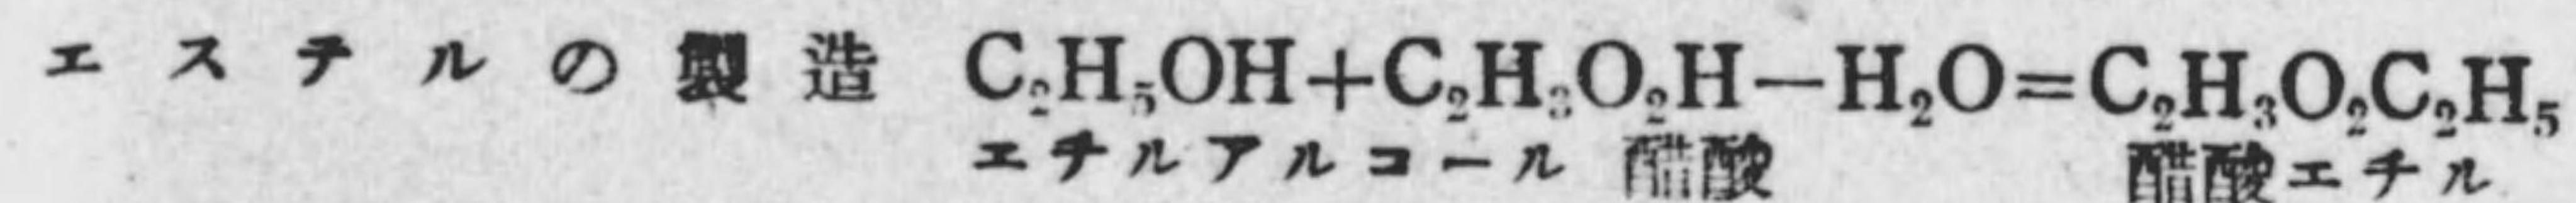 エステルの製造 C₂H₅OH+C₂H₃O₂H−H₂O=C₂H₃O₂C₂H₅
エチルアルコール 醋酸 醋酸エチル